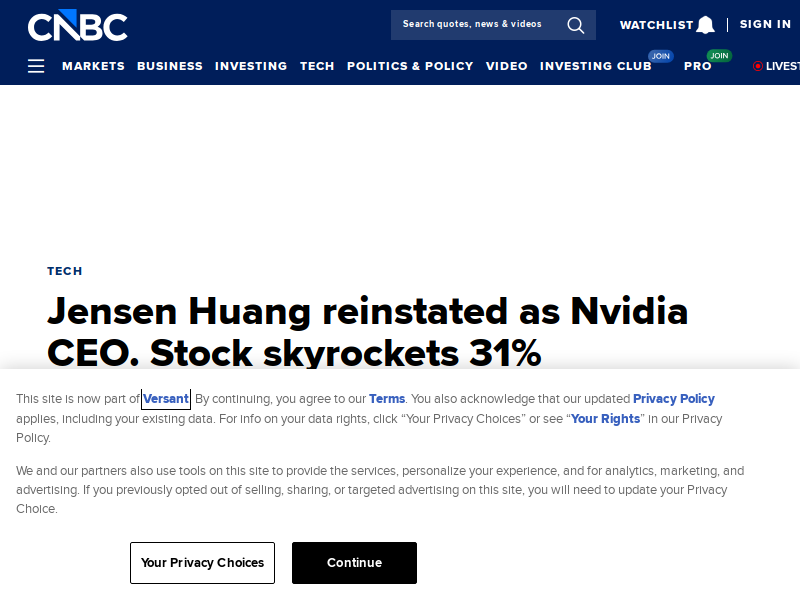 CNBC
Search quotes, news & videos
WATCHLIST
SIGN IN
MARKETS BUSINESS INVESTING TECH POLITICS & POLICY VIDEO INVESTING CLUB JOIN PRO JOIN LIVEST
TECH
Jensen Huang reinstated as Nvidia
CEO. Stock skyrockets 31%
This site is now part of Versant. By continuing, you agree to our Terms. You also acknowledge that our updated Privacy Policy
applies, including your existing data. For info on your data rights, click “Your Privacy Choices” or see “Your Rights” in our Privacy
Policy.
We and our partners also use tools on this site to provide the services, personalize your experience, and for analytics, marketing, and
advertising. If you previously opted out of selling, sharing, or targeted advertising on this site, you will need to update your Privacy
Choice.
Your Privacy Choices
Continue